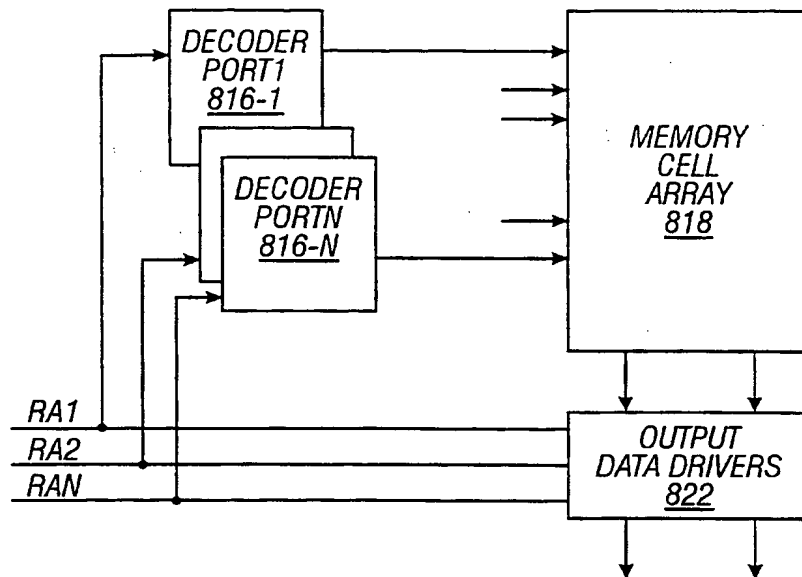 DECODER
PORT1
816-1
DECODER
PORTN
816-N
MEMORY
CELL
ARRAY
818
RA1
RA2
RAN
OUTPUT
DATA DRIVERS
822